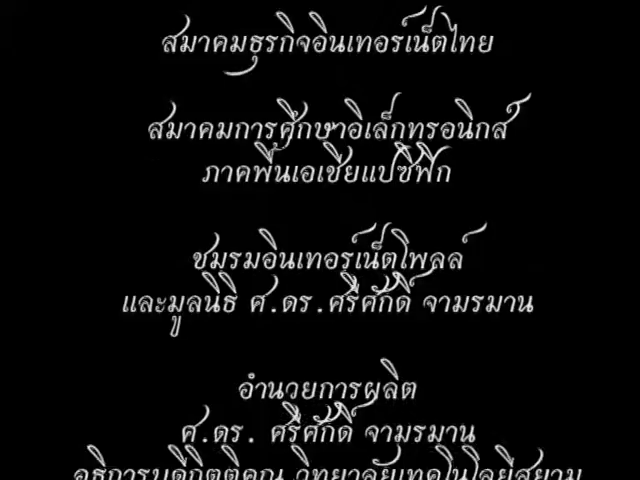 สมาคมธุรกิจอินเทอร์เน็ตไทย
สมาคมการศึกษาอิเล็กทรอนิกส์
ภาคพื้นเอเชียแปซิฟิก
ชมรมอินเทอร์เน็ตโพลล์
และมูลนิธิ ศ.ดร.ศรีศักดิ์ จามรมาน
อำนวยการผลิต
ศ.ดร. ศรีศักดิ์ จามรมาน
อธิการบดีกิตติคุณ วิทยาลัยเทคโนโลยีสยาม